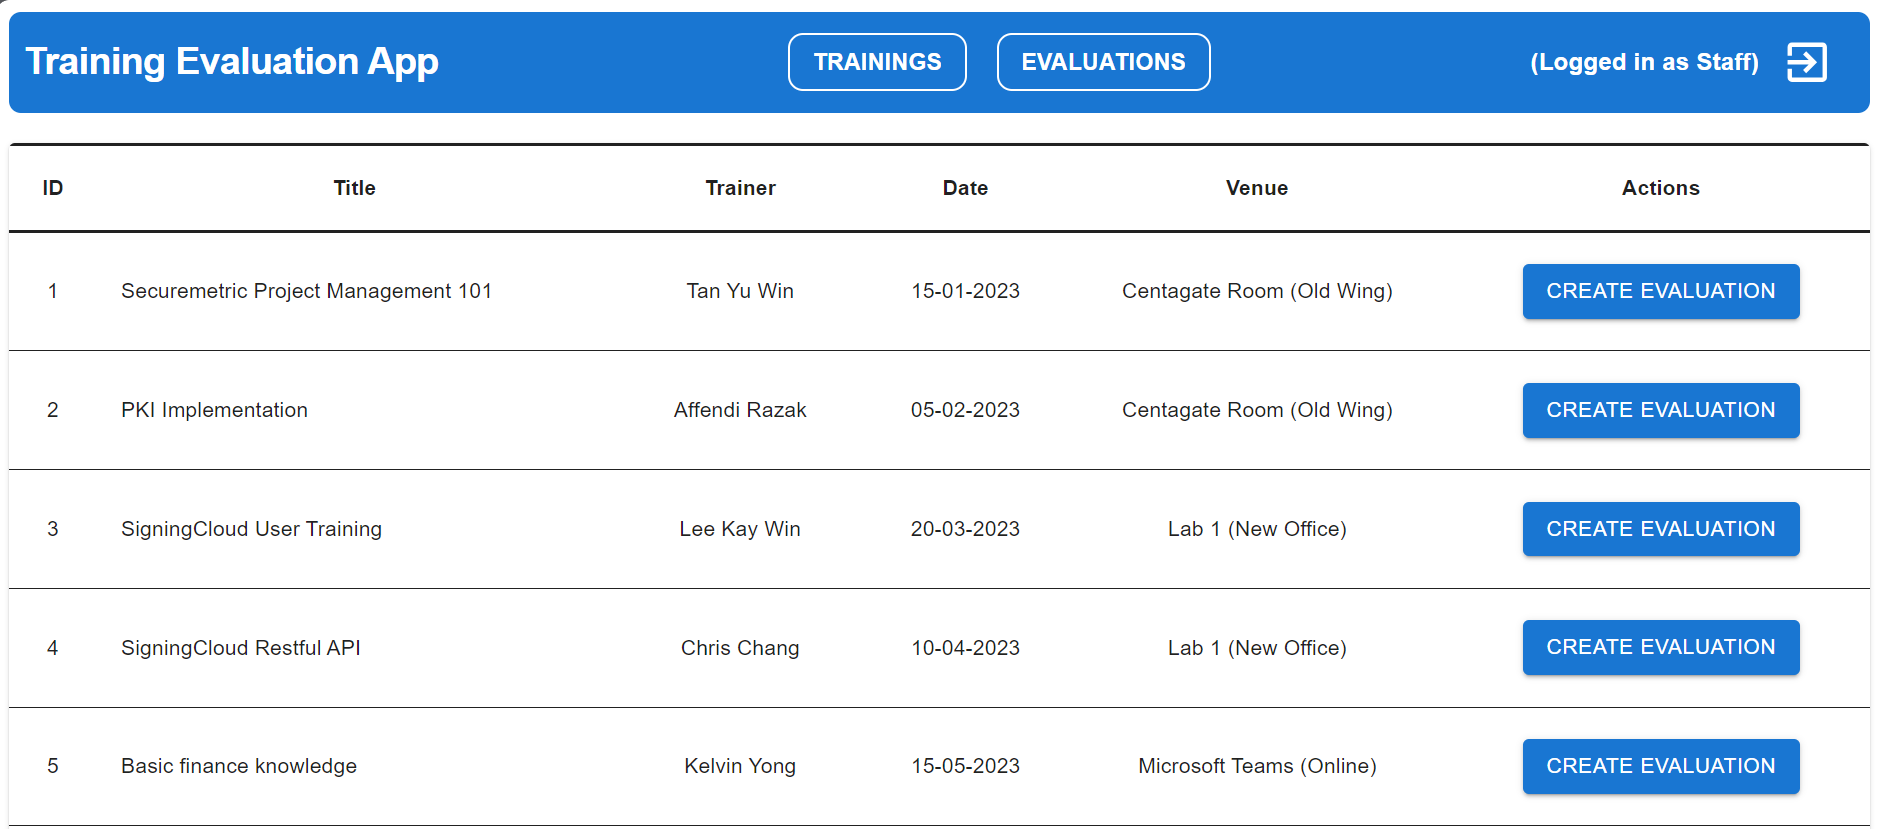 Training Evaluation App TRAININGS EVALUATIONS (Logged in as Staff)
ID Title Trainer Date Venue Actions
1 Securemetric Project Management 101 Tan Yu Win 15-01-2023 Centagate Room (Old Wing) CREATE EVALUATION
2 PKI Implementation Affendi Razak 05-02-2023 Centagate Room (Old Wing) CREATE EVALUATION
3 SigningCloud User Training Lee Kay Win 20-03-2023 Lab 1 (New Office) CREATE EVALUATION
4 SigningCloud Restful API Chris Chang 10-04-2023 Lab 1 (New Office) CREATE EVALUATION
5 Basic finance knowledge Kelvin Yong 15-05-2023 Microsoft Teams (Online) CREATE EVALUATION